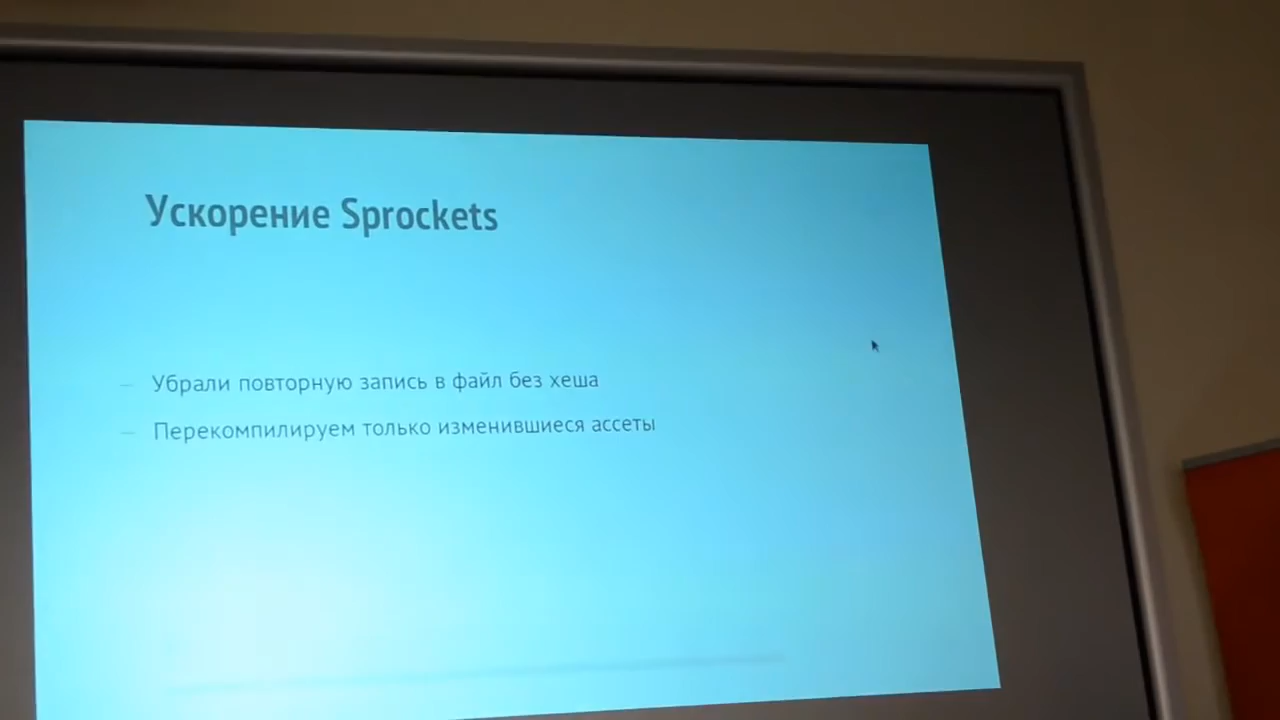 Ускорение Sprockets
– Убрали повторную запись в файл без хеша
– Перекомпилируем только изменившиеся ассеты